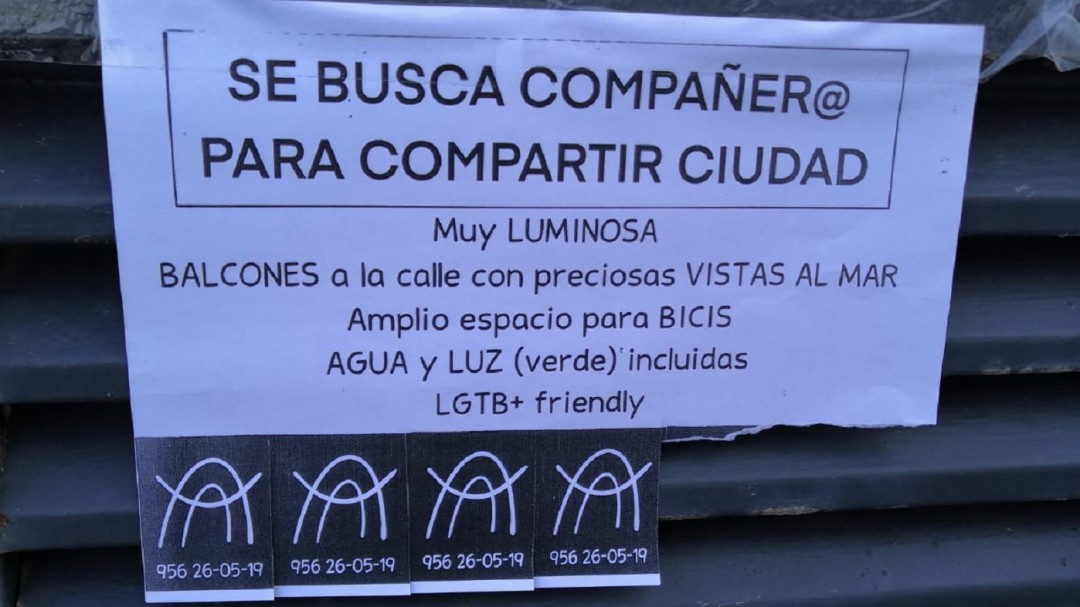 SE BUSCA COMPAÑER@
PARA COMPARTIR CIUDAD
Muy LUMINOSA
BALCONES a la calle con preciosas VISTAS AL MAR
Amplio espacio para BICIS
AGUA y LUZ (verde) incluidas
LGTB+ friendly
956 26-05-19 956 26-05-19 956 26-05-19 956 26-05-19